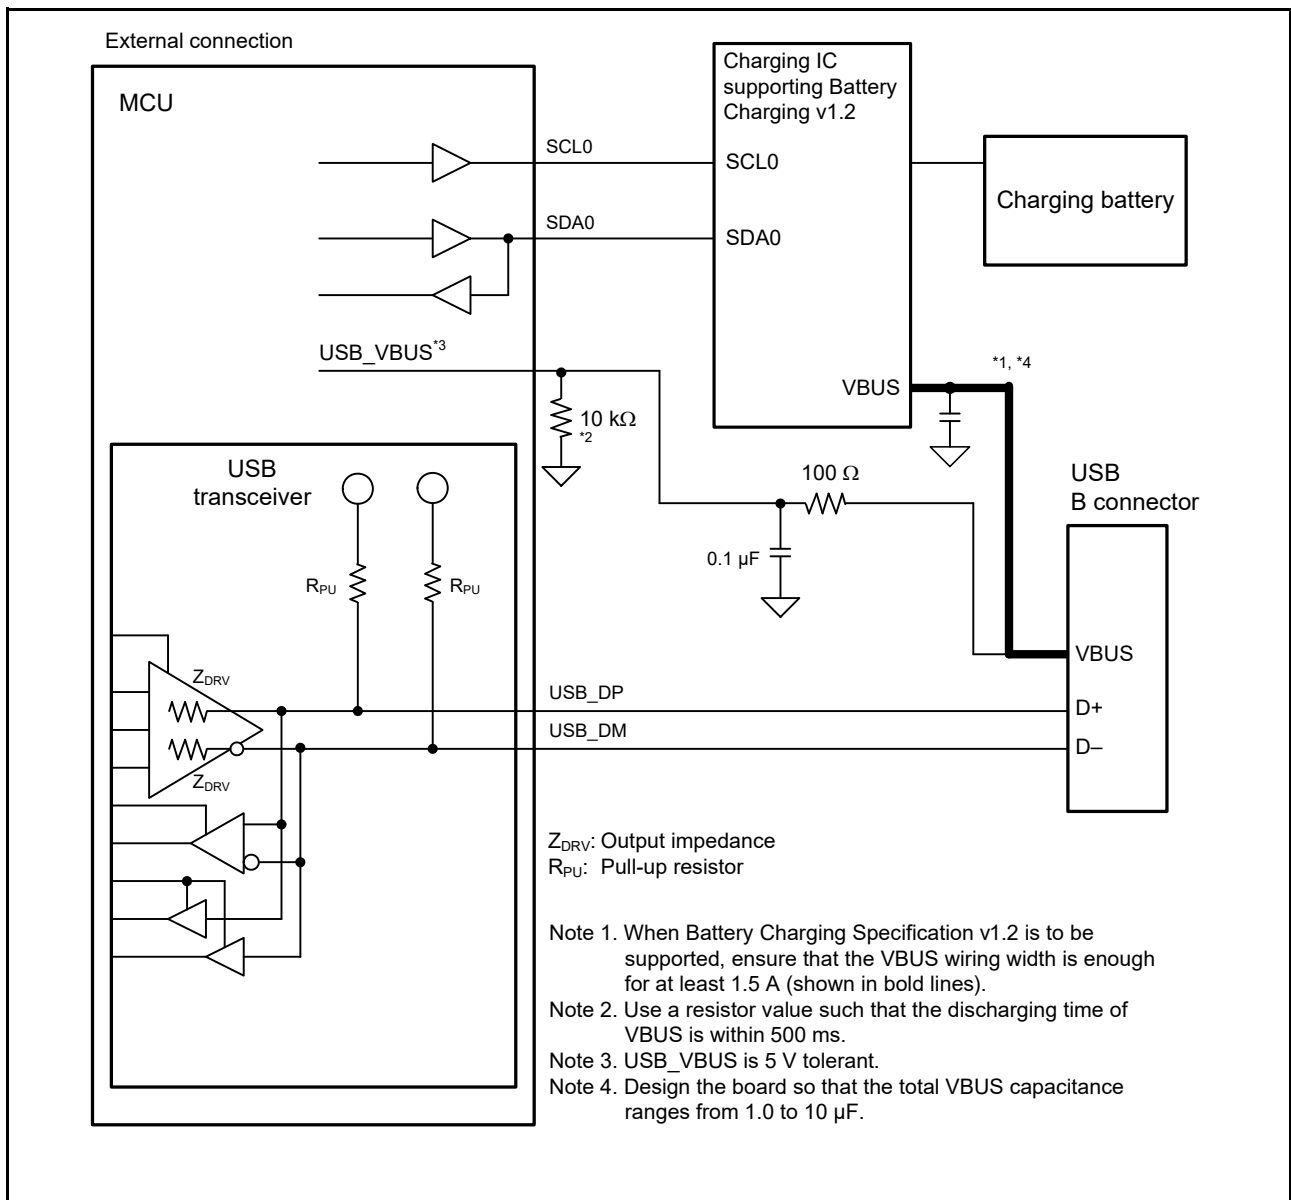 External connection
MCU
Charging IC
supporting Battery
Charging v1.2
SCL0
SCL0
Charging battery
SDA0
SDA0
USB_VBUS*3
10 kΩ
*2
VBUS
*1, *4
USB
transceiver
100 Ω
USB
B connector
0.1 µF
RPU
RPU
VBUS
ZDRV
USB_DP
D+
USB_DM
D–
ZDRV
ZDRV: Output impedance
RPU: Pull-up resistor
Note 1. When Battery Charging Specification v1.2 is to be
supported, ensure that the VBUS wiring width is enough
for at least 1.5 A (shown in bold lines).
Note 2. Use a resistor value such that the discharging time of
VBUS is within 500 ms.
Note 3. USB_VBUS is 5 V tolerant.
Note 4. Design the board so that the total VBUS capacitance
ranges from 1.0 to 10 µF.